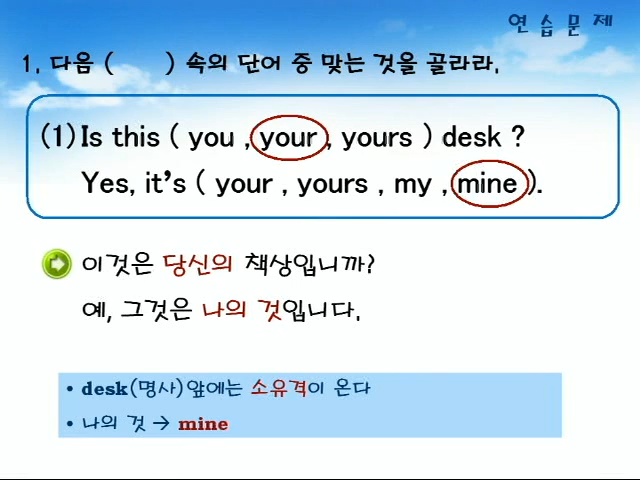 연 습 문 제
1. 다음 (      ) 속의 단어 중 맞는 것을 골라라.
(1) Is this ( you , your , yours ) desk ?
Yes, it's ( your , yours , my , mine ).
이것은 당신의 책상입니까?
예, 그것은 나의 것입니다.
• desk(명사)앞에는 소유격이 온다
• 나의 것 → mine